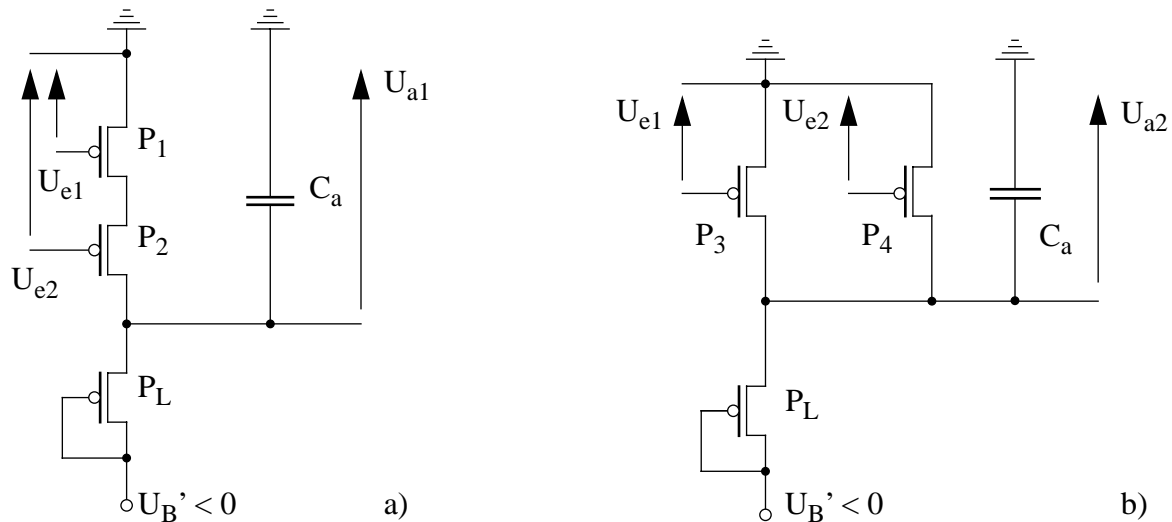 U_a1
P_1
U_e1
C_a
P_2
U_e2
P_L
U_B’ < 0
a)
U_e1
U_e2
U_a2
P_3
P_4
C_a
P_L
U_B’ < 0
b)